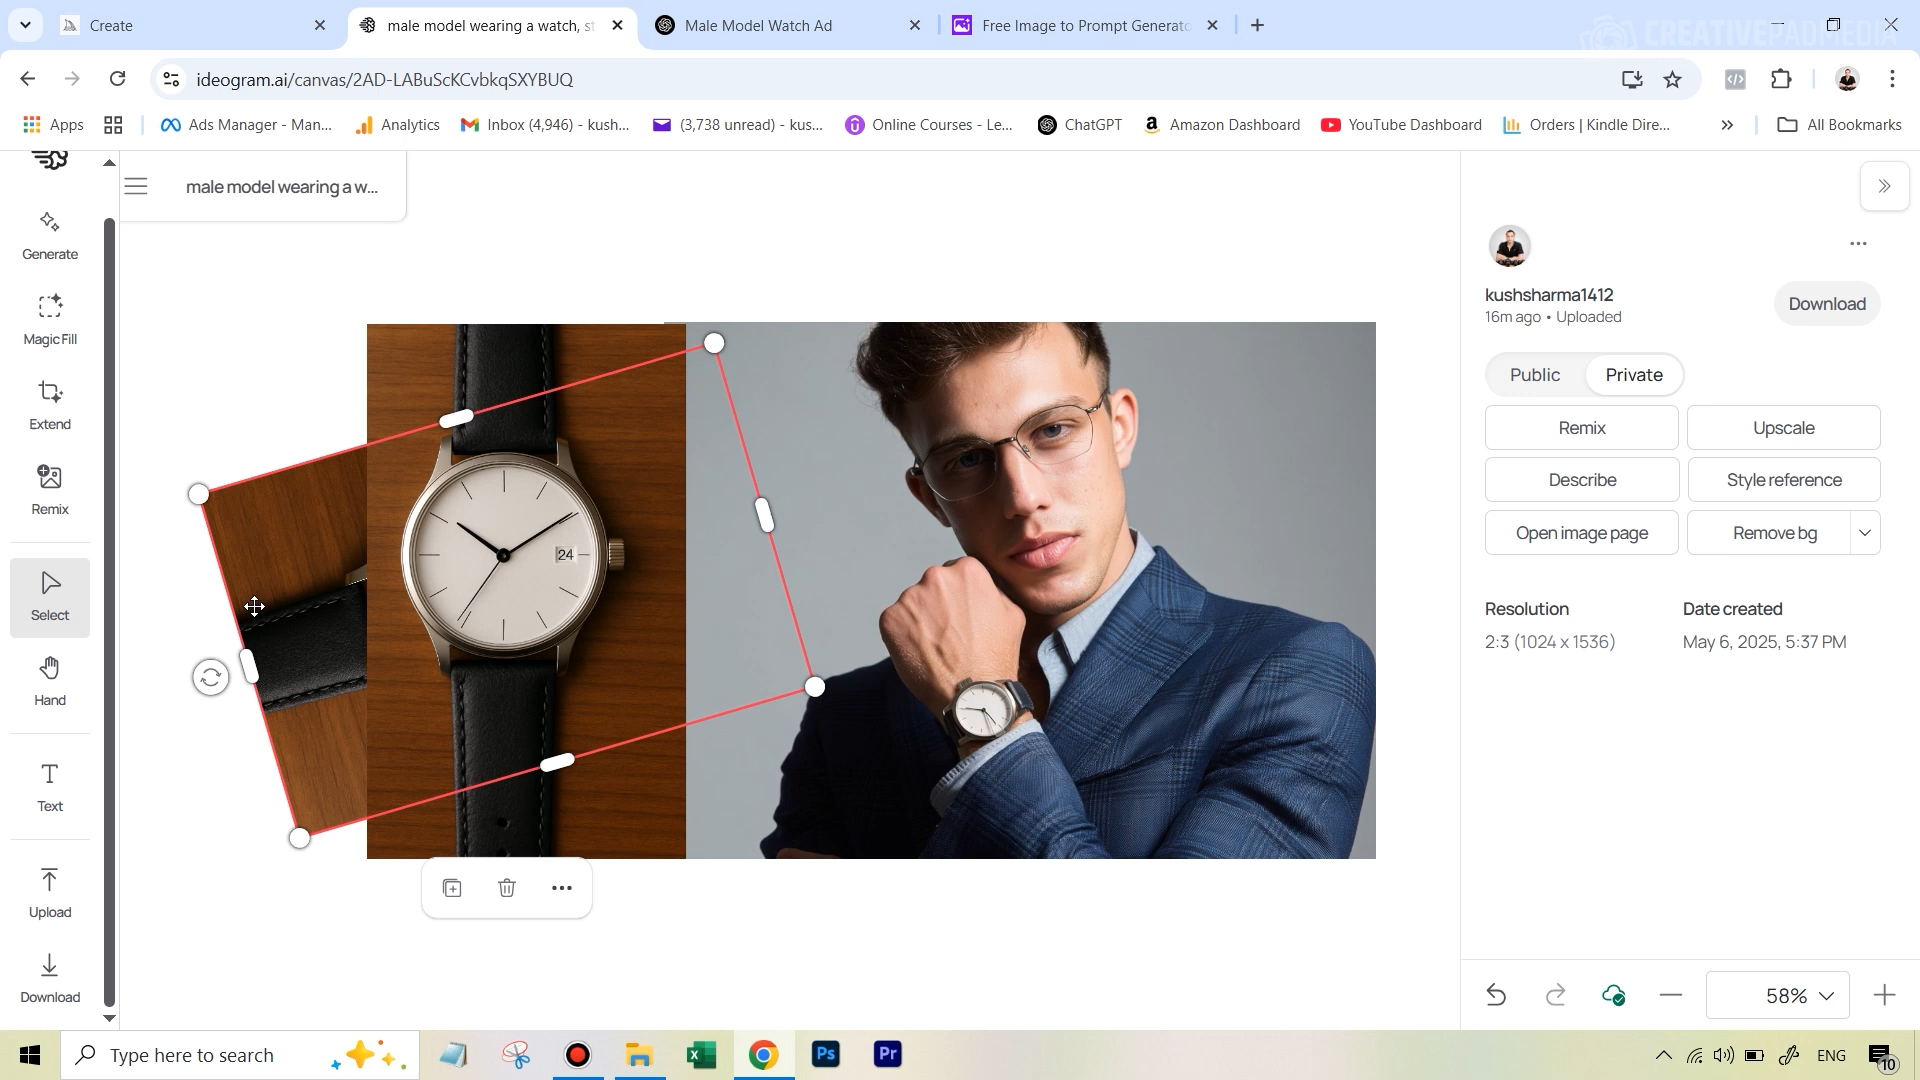 Create
male model wearing a watch, st
Male Model Watch Ad
Free Image to Prompt Generato
CREATIVEPADMEDIA
ideogram.ai/canvas/2AD-LABuScKCvbkqSXYBUQ
Apps
Ads Manager - Man...
Analytics
Inbox (4,946) - kush...
(3,738 unread) - kus...
Online Courses - Le...
ChatGPT
Amazon Dashboard
YouTube Dashboard
Orders | Kindle Dire...
All Bookmarks
male model wearing a w...
Generate
Magic Fill
Extend
Remix
Select
Hand
Text
Upload
Download
24
kushsharma1412
16m ago • Uploaded
Download
Public
Private
Remix
Upscale
Describe
Style reference
Open image page
Remove bg
Resolution
Date created
2:3 (1024 x 1536)
May 6, 2025, 5:37 PM
58%
Type here to search
Ps
Pr
ENG
10